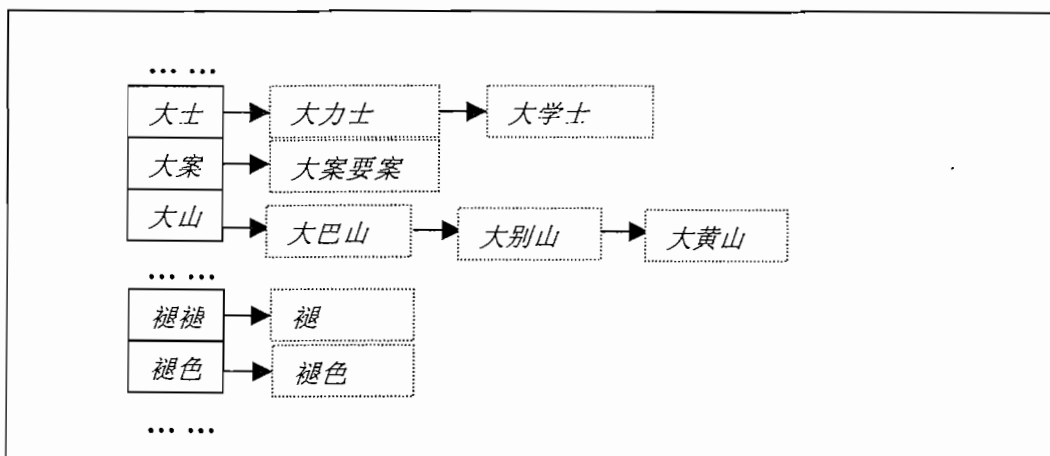 … …
大士 大力士 大学士
大案 大案要案
大山 大巴山 大别山 大黄山
… …
褪褪 褪
褪色 褪色
… …